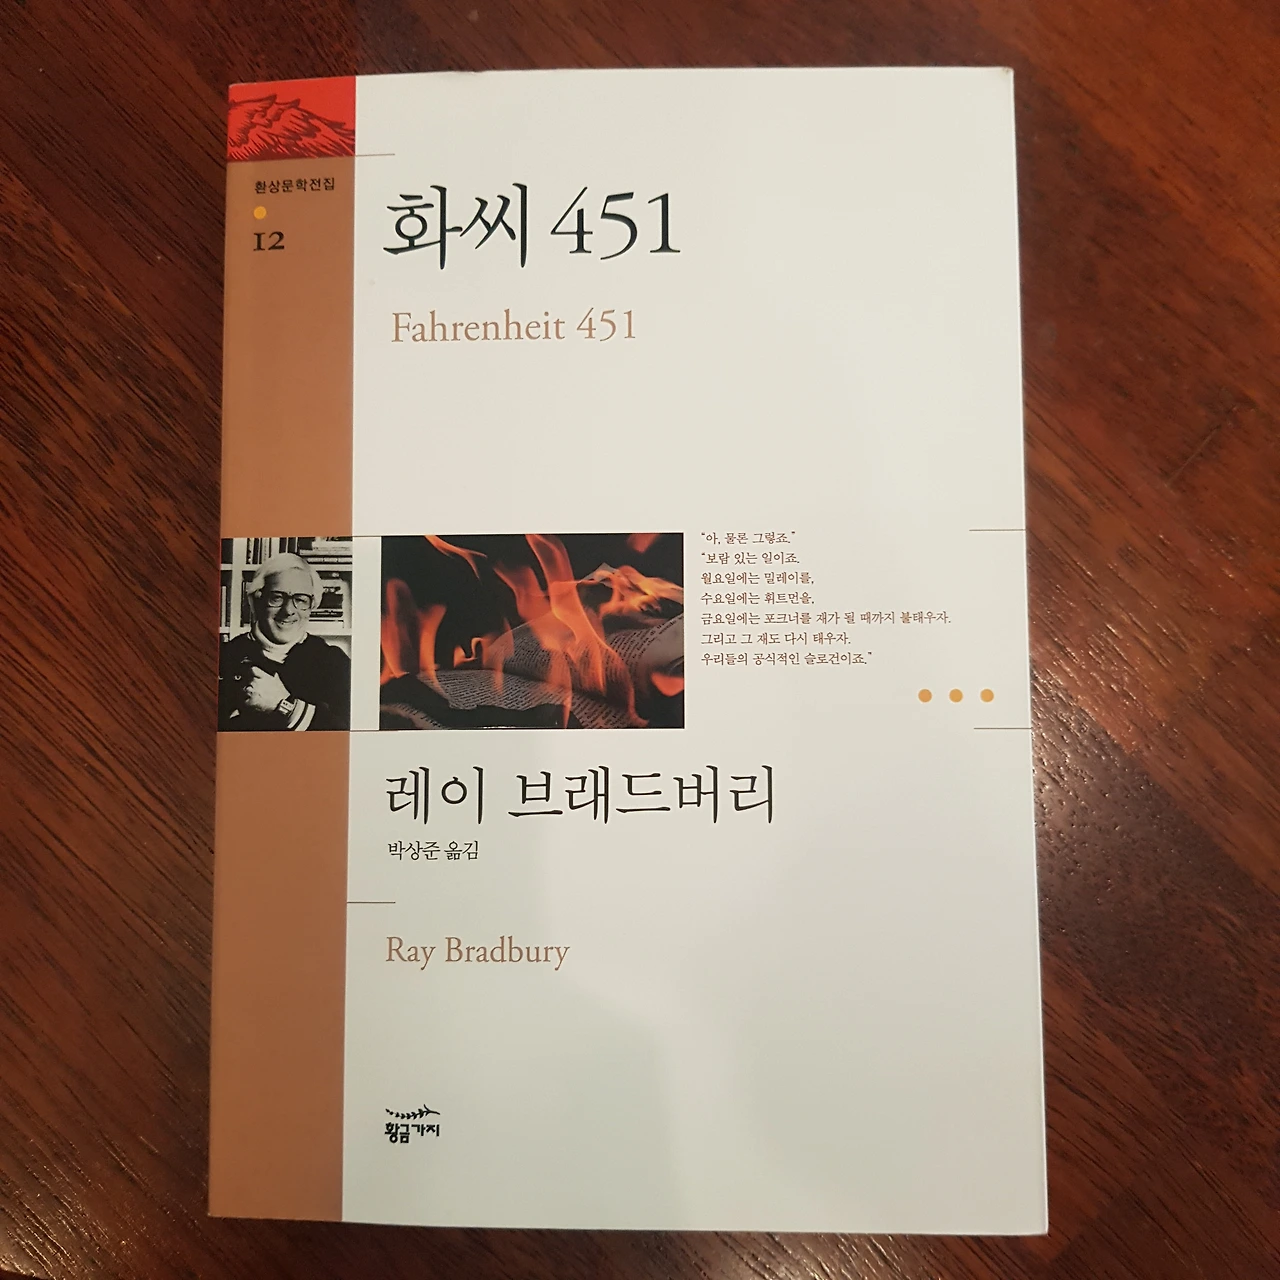 환상문학전집
12
화씨 451
Fahrenheit 451
“아, 물론 그렇죠.”
“보람 있는 일이죠.
월요일에는 밀레이를,
수요일에는 휘트먼을,
금요일에는 포크너를 재가 될 때까지 불태우자.
그리고 그 재도 다시 태우자.
우리들의 공식적인 슬로건이죠.”
레이 브래드버리
박상준 옮김
Ray Bradbury
황금가지